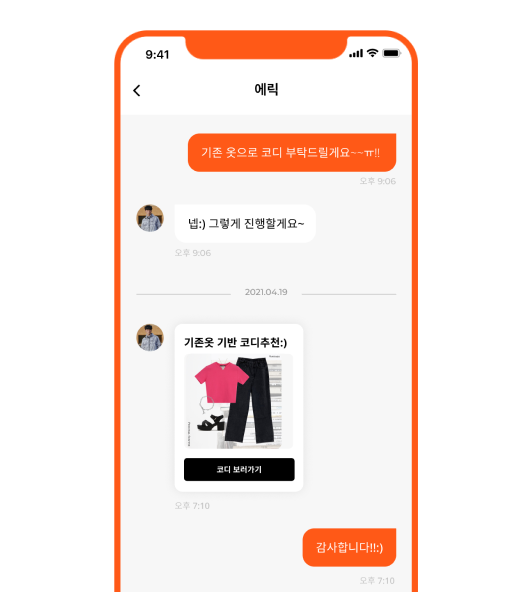 9:41
에릭
기존 옷으로 코디 부탁드릴게요~~ㅠ!!
오후 9:06
넵:) 그렇게 진행할게요~
오후 9:06
2021.04.19
기존옷 기반 코디추천:)
코디 보러가기
오후 7:10
감사합니다!!:)
오후 7:10